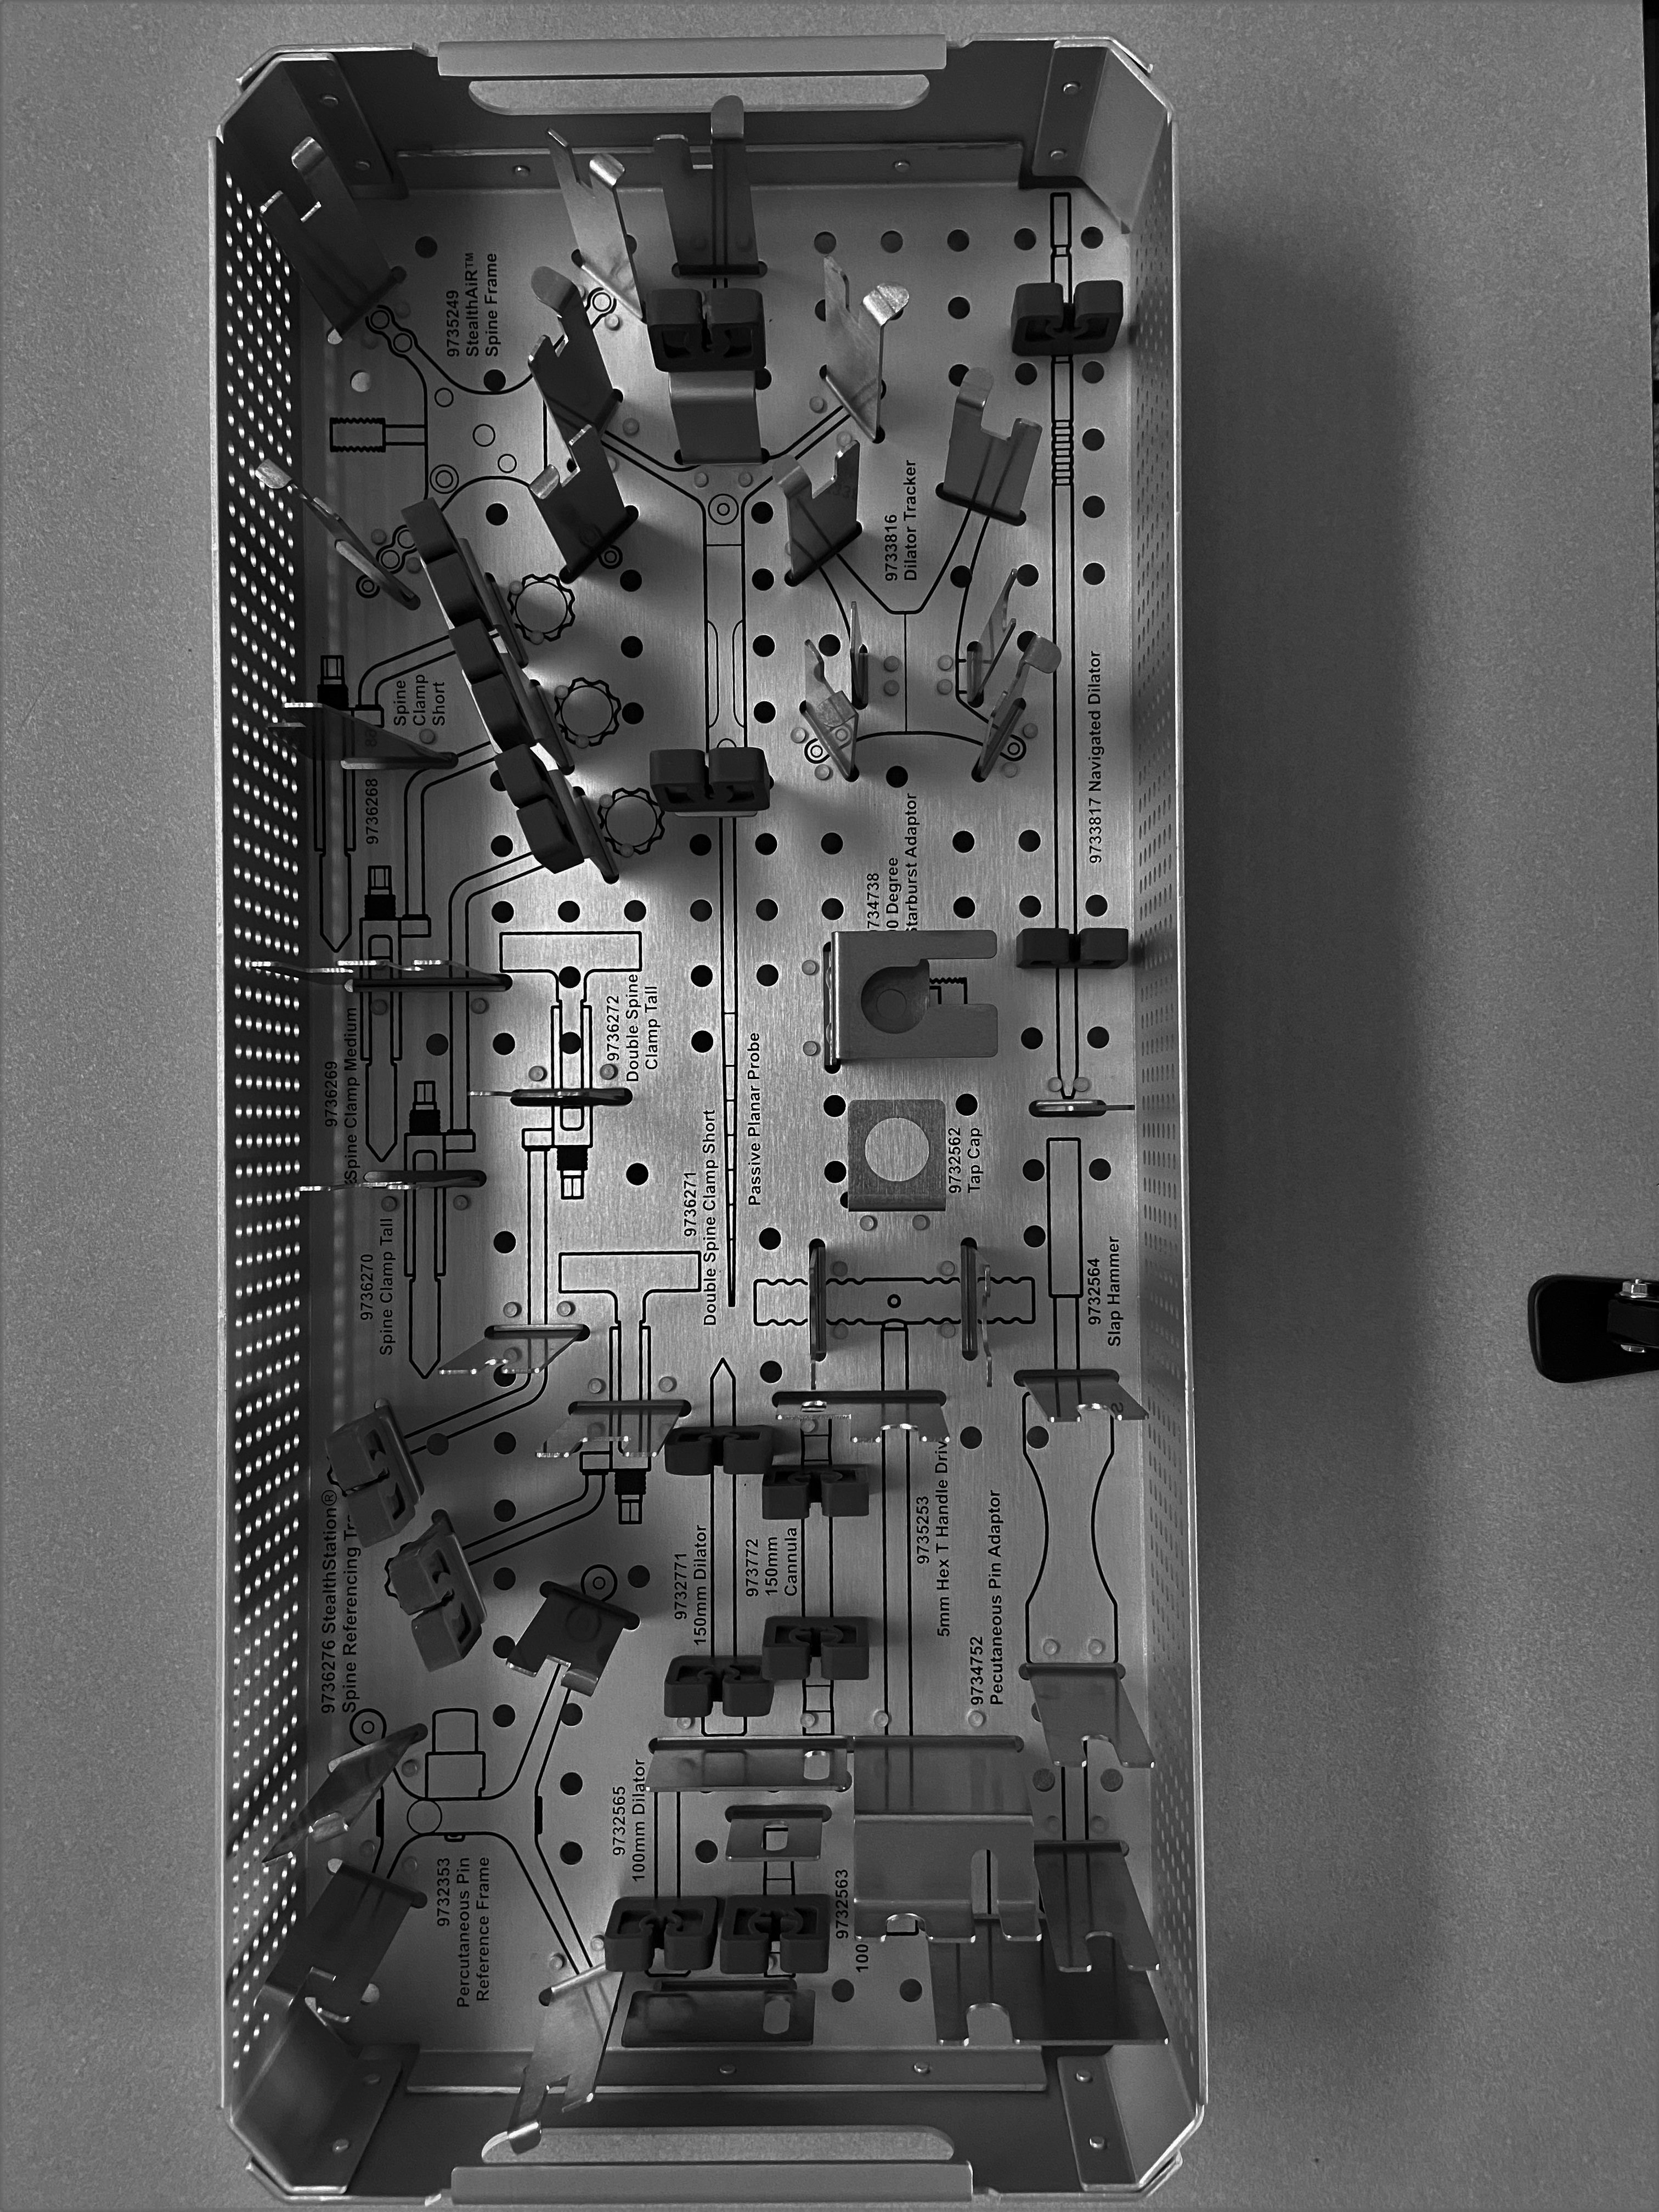 9735249
StealthAiR™
Spine Frame
Spine
Clamp
Short
9736268
9736269
Spine Clamp Medium
9736270
Spine Clamp Tall
9736272
Double Spine
Clamp Tall
9736271
Double Spine Clamp Short
Passive Planar Probe
9733816
Dilator Tracker
9733817 Navigated Dilator
734738
0 Degree
tarburst Adaptor
9732562
Tap Cap
9732564
Slap Hammer
9736276 StealthStation®
Spine Referencing
9732771
150mm Dilator
973772
150mm
Cannula
9735253
5mm Hex T Handle Driv
9734752
Pecutaneous Pin Adaptor
9732353
Percutaneous Pin
Reference Frame
9732565
100mm Dilator
9732563
100